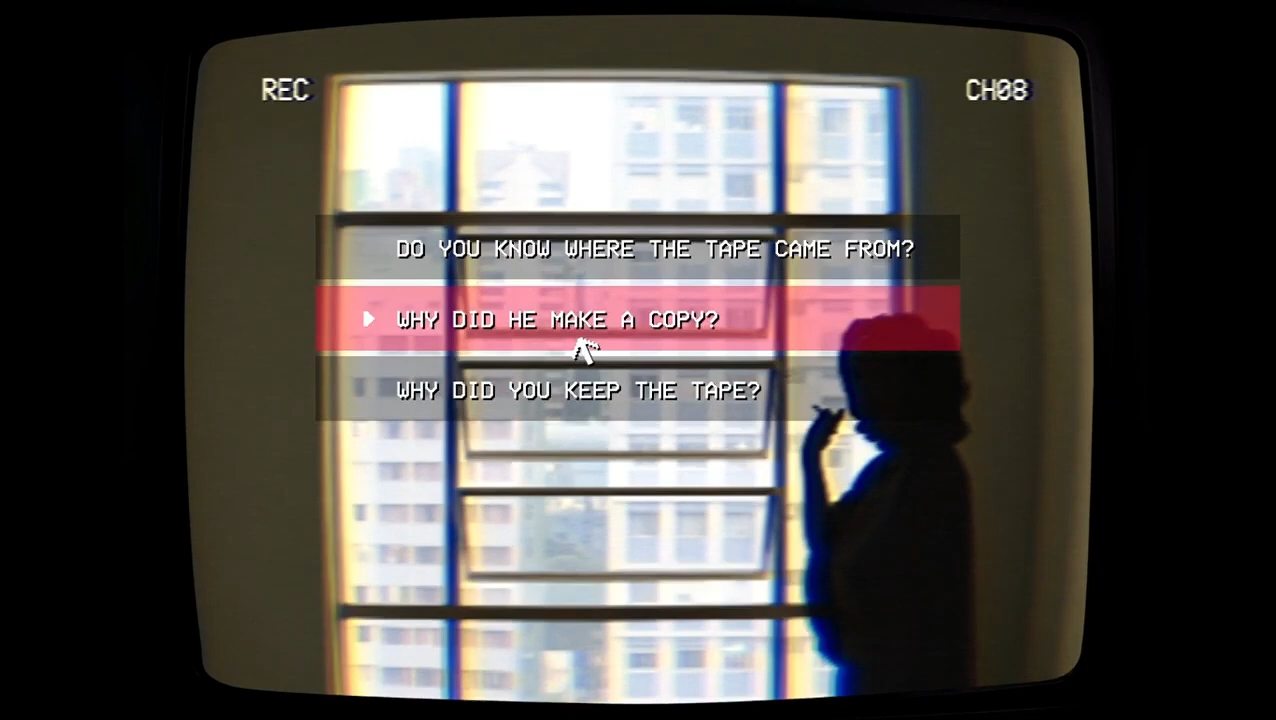 REC
CH08
DO YOU KNOW WHERE THE TAPE CAME FROM?
WHY DID HE MAKE A COPY?
WHY DID YOU KEEP THE TAPE?